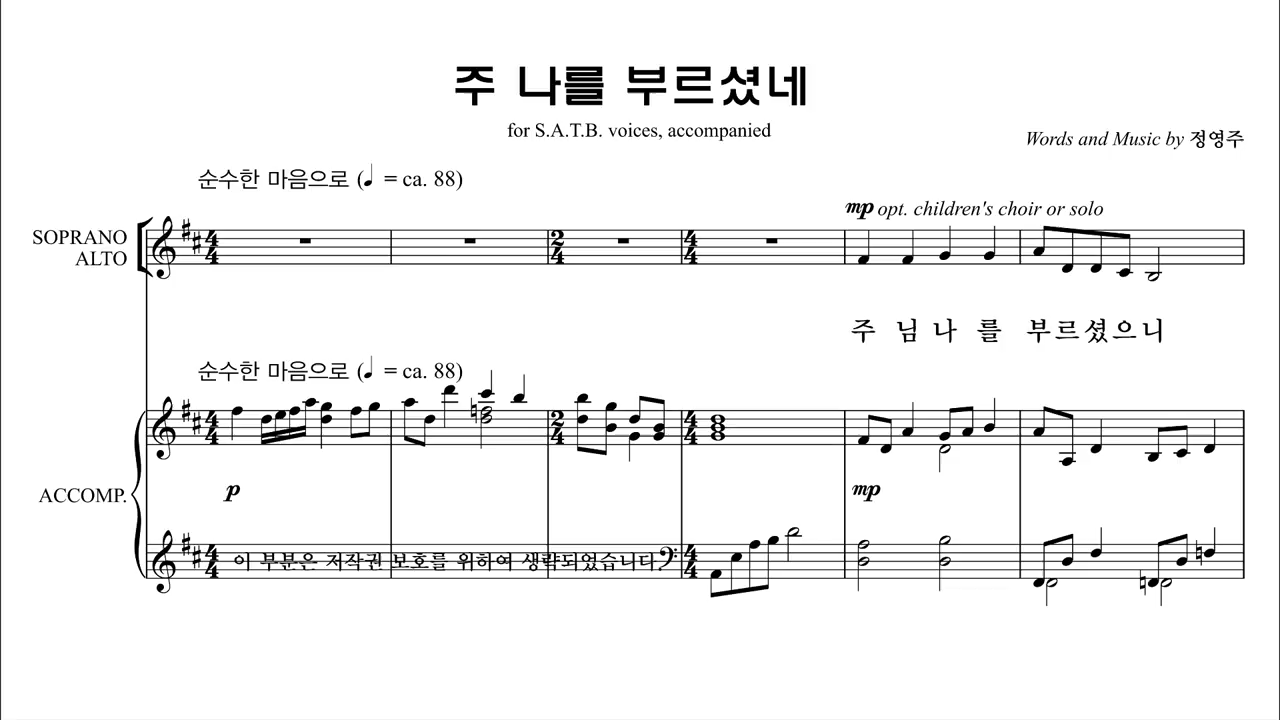 주 나를 부르셨네
for S.A.T.B. voices, accompanied
Words and Music by 정영주
순수한 마음으로 (♩ = ca. 88)
mp opt. children's choir or solo
SOPRANO
ALTO
주 님 나 를 부르셨으니
순수한 마음으로 (♩ = ca. 88)
ACCOMP.
p
mp
이 부분은 저작권 보호를 위하여 생략되었습니다.